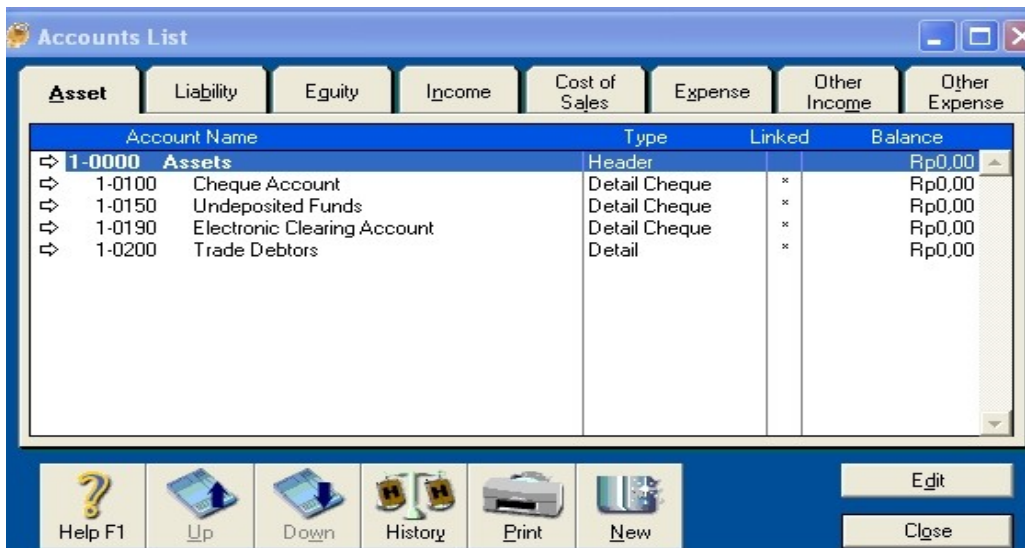 Accounts List
Asset Liability Equity Income Cost of Sales Expense Other Income Other Expense
Account Name Type Linked Balance
1-0000 Assets Header Rp0,00
1-0100 Cheque Account Detail Cheque * Rp0,00
1-0150 Undeposited Funds Detail Cheque * Rp0,00
1-0190 Electronic Clearing Account Detail Cheque * Rp0,00
1-0200 Trade Debtors Detail * Rp0,00
Edit
Help F1 Up Down History Print New
Close